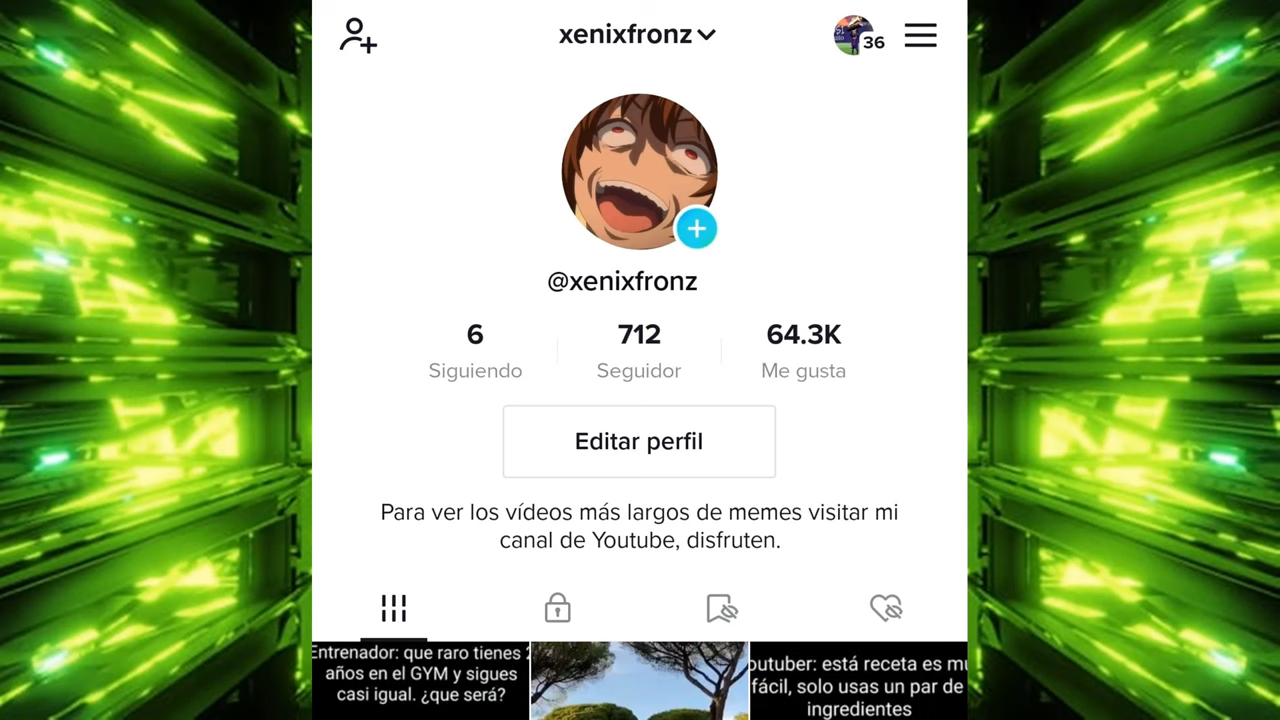 xenixfronz
36
@xenixfronz
6 712 64.3K
Siguiendo Seguidor Me gusta
Editar perfil
Para ver los vídeos más largos de memes visitar mi
canal de Youtube, disfruten.
Entrenador: que raro tienes 2
años en el GYM y sigues
casi igual. ¿que será?
outuber: está receta es mu
fácil, solo usas un par de
ingredientes